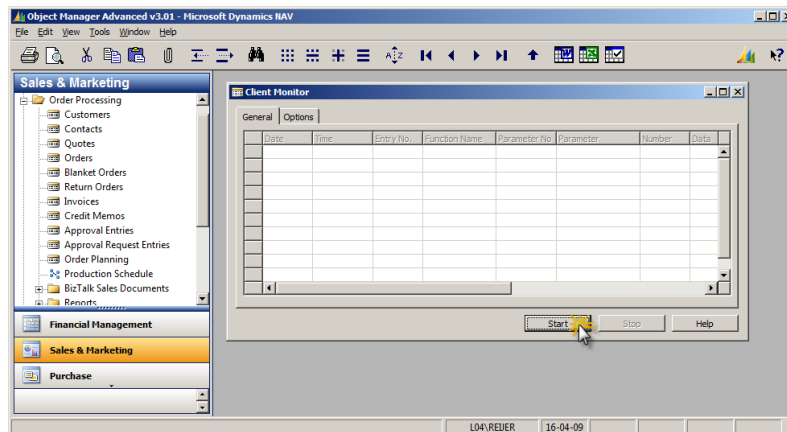 Object Manager Advanced v3.01 - Microsoft Dynamics NAV
File Edit View Tools Window Help
Sales & Marketing
Order Processing
Customers
Contacts
Quotes
Orders
Blanket Orders
Return Orders
Invoices
Credit Memos
Approval Entries
Approval Request Entries
Order Planning
Production Schedule
BizTalk Sales Documents
Reports
Financial Management
Sales & Marketing
Purchase
Client Monitor
General Options
Date Time Entry No. Function Name Parameter No Parameter Number Data
Start Stop Help
L04\REIJER 16-04-09